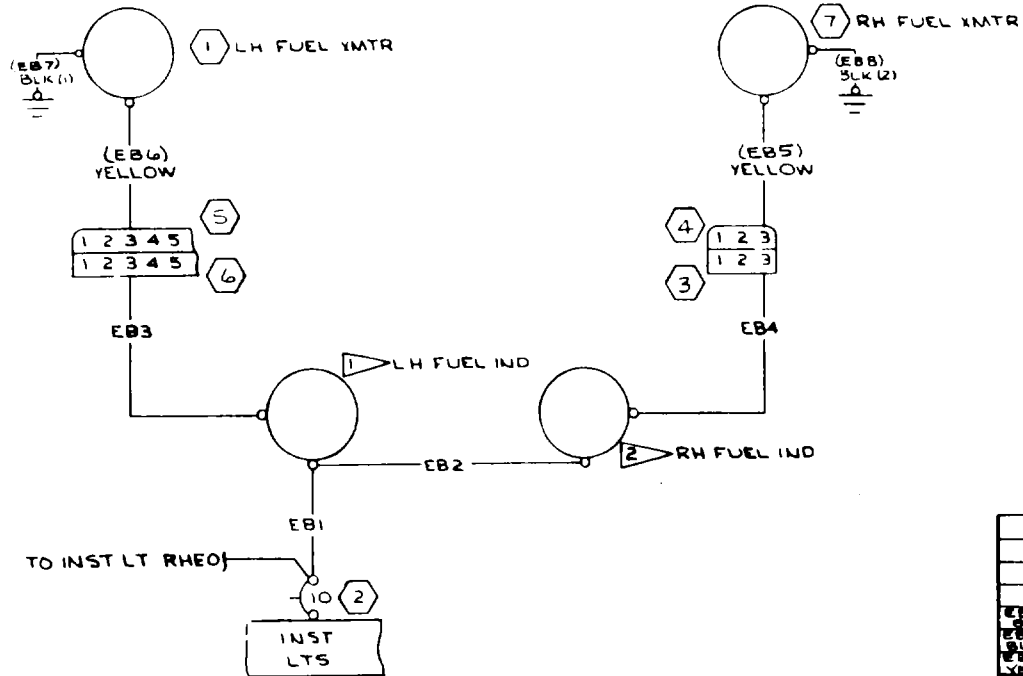 1 LH FUEL XMTR
7 RH FUEL XMTR
(EB7)
BLK (1)
(EB8)
BLK (2)
(EB6)
YELLOW
(EB5)
YELLOW
5
4
1 2 3 4 5
1 2 3
1 2 3 4 5
1 2 3
6
3
EB3
EB4
1 LH FUEL IND
2 RH FUEL IND
EB2
EB1
TO INST LT RHEO
10 2
INST
LTS